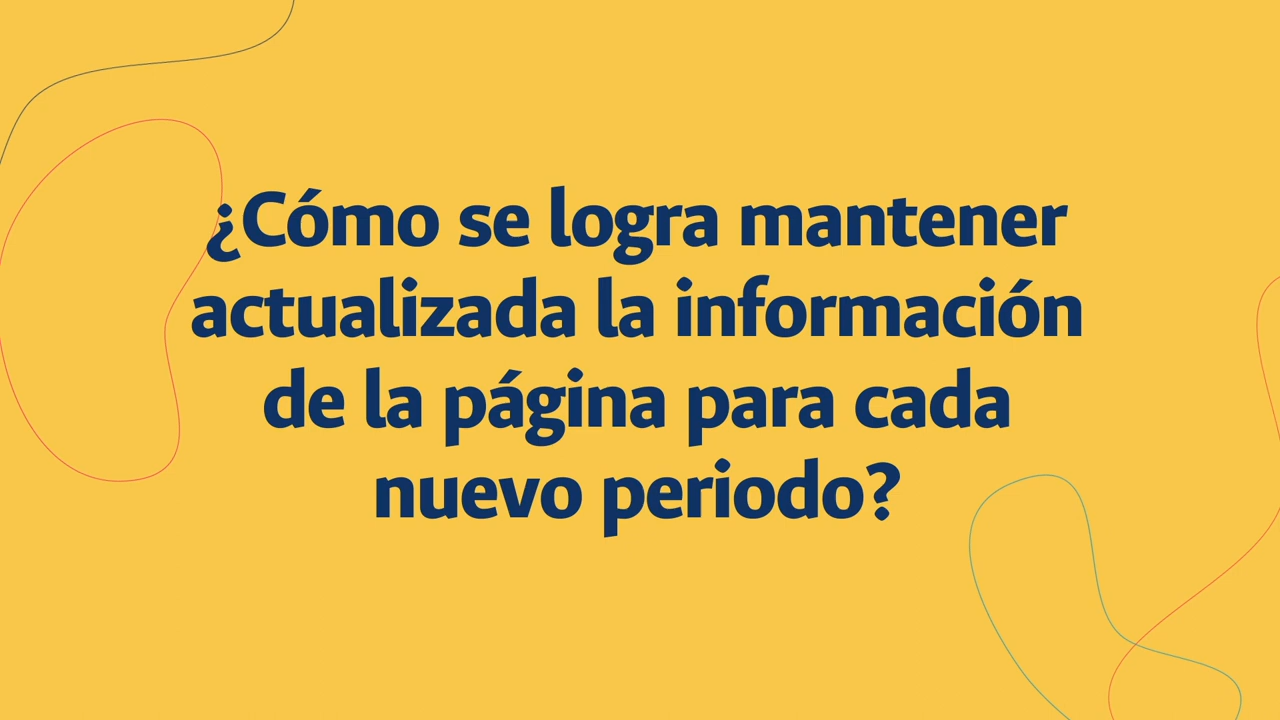 ¿Cómo se logra mantener
actualizada la información
de la página para cada
nuevo periodo?